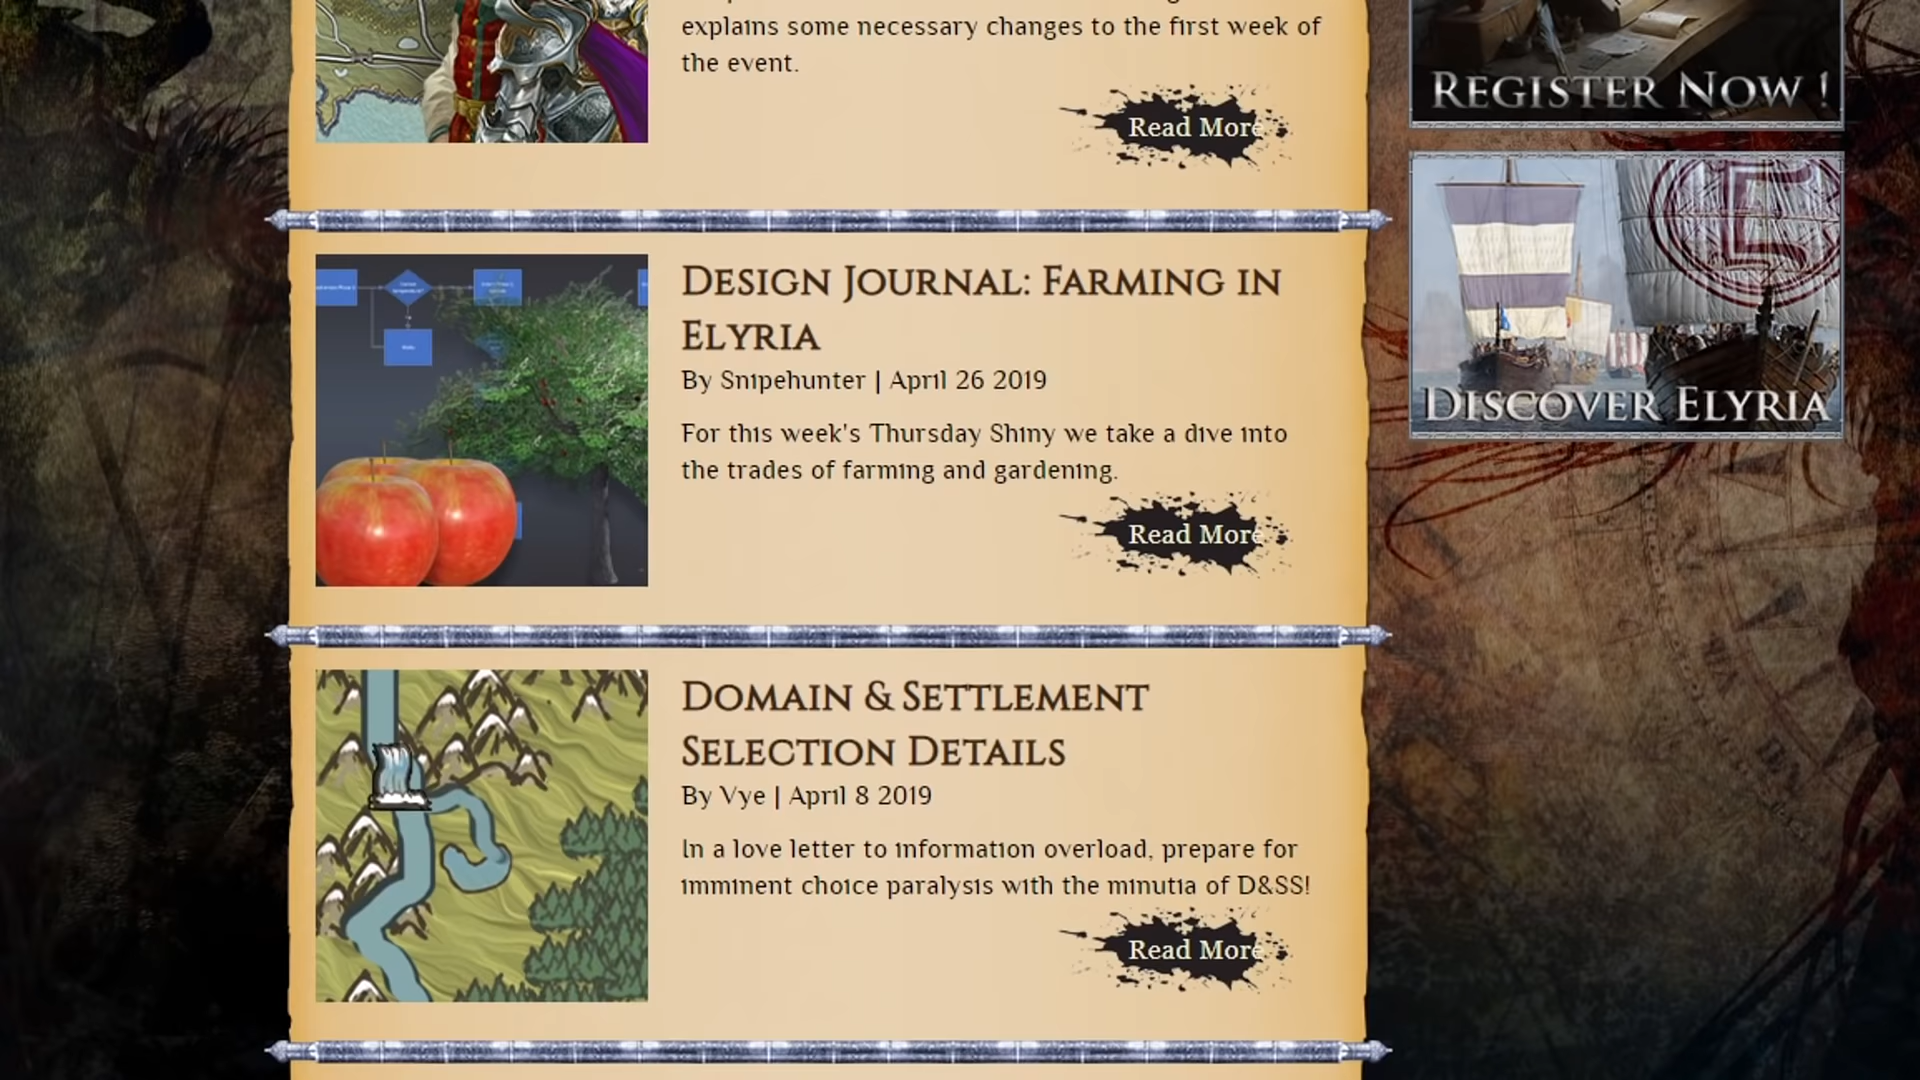 explains some necessary changes to the first week of
the event.
Read More
Register Now !
Design Journal: Farming in
Elyria
By Snipehunter | April 26 2019
For this week's Thursday Shiny we take a dive into
the trades of farming and gardening.
Read More
Discover Elyria
Domain & Settlement
Selection Details
By Vye | April 8 2019
In a love letter to information overload, prepare for
imminent choice paralysis with the minutia of D&SS!
Read More